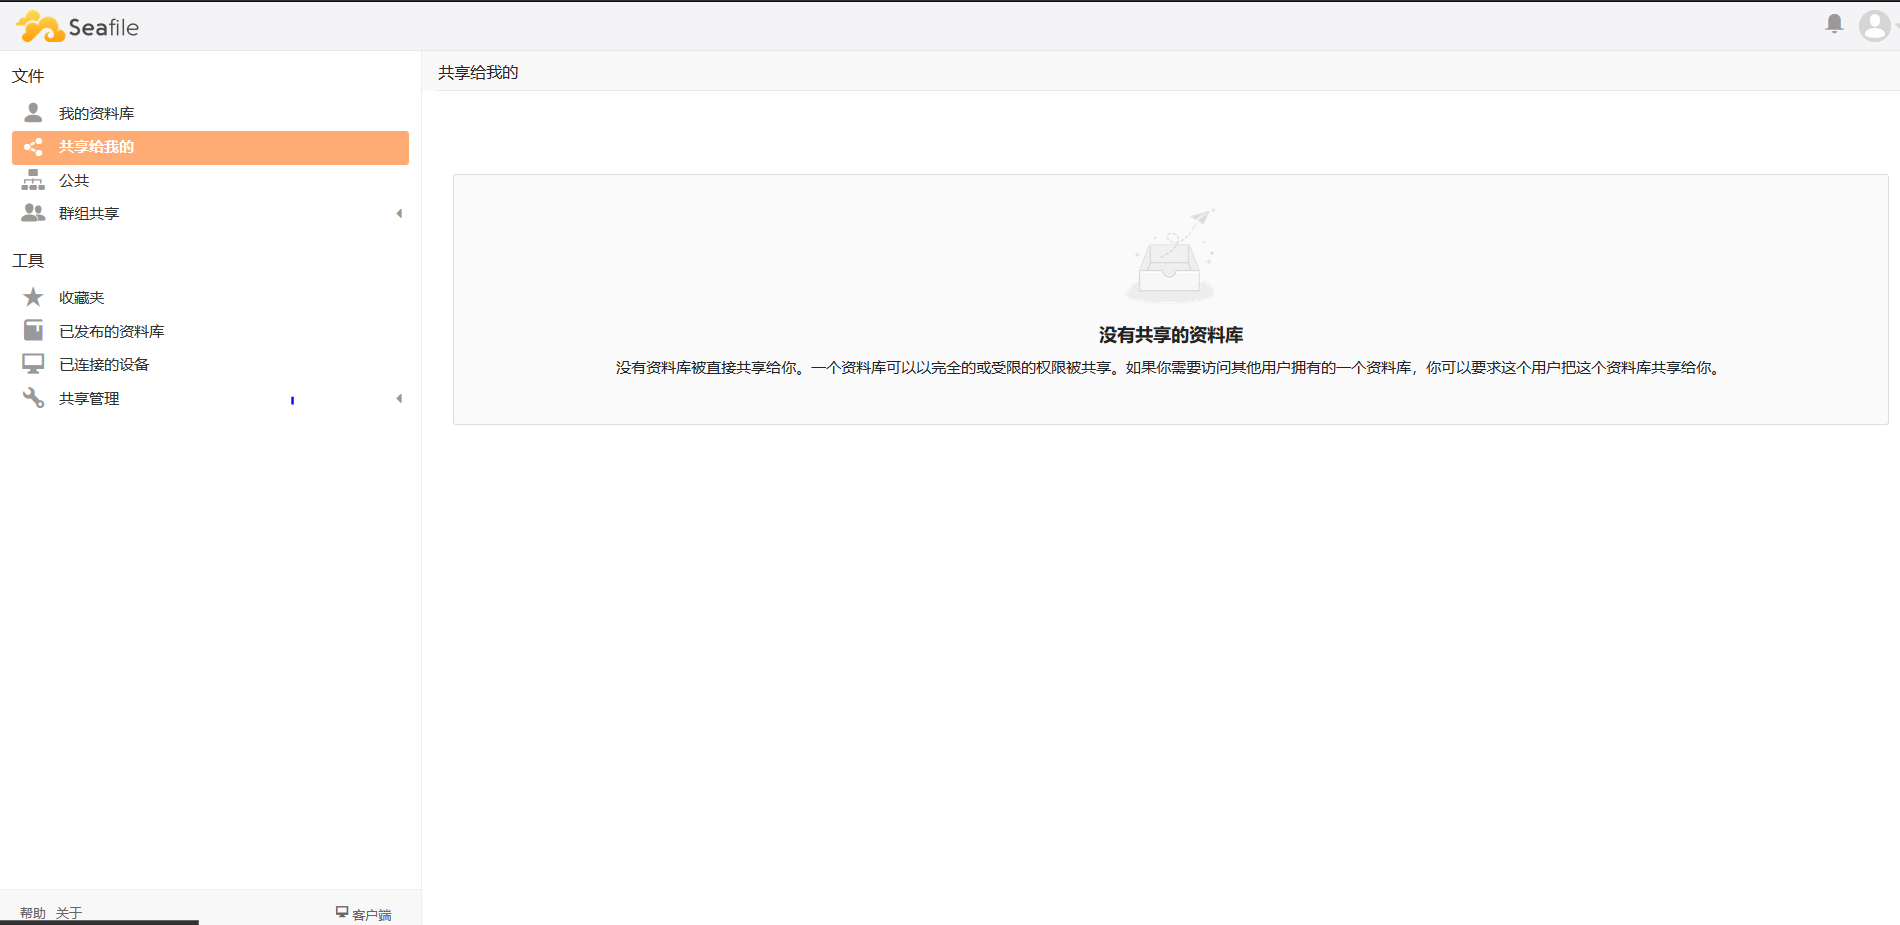 Seafile
文件
我的资料库
共享给我的
公共
群组共享
工具
收藏夹
已发布的资料库
已连接的设备
共享管理
帮助 关于
客户端
共享给我的
没有共享的资料库
没有资料库被直接共享给你。一个资料库可以以完全的或受限的权限被共享。如果你需要访问其他用户拥有的一个资料库，你可以要求这个用户把这个资料库共享给你。